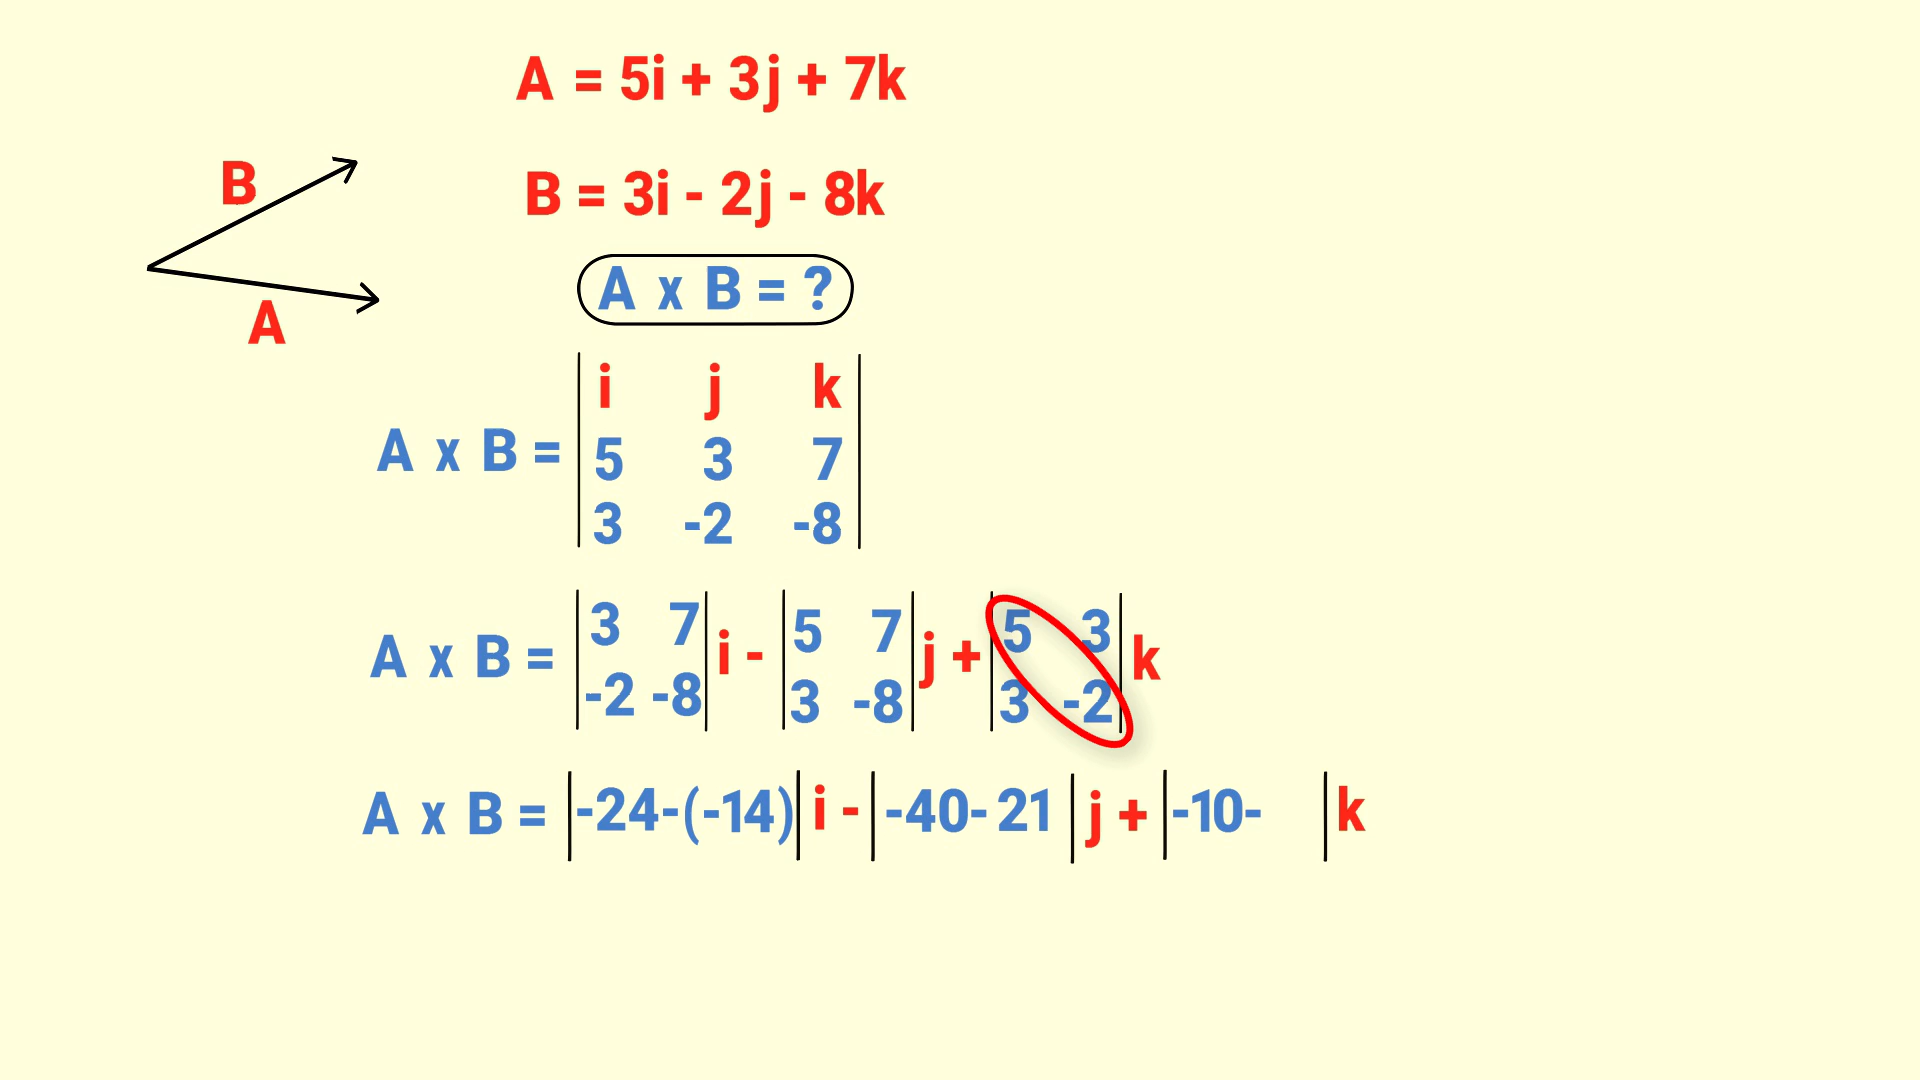 A = 5i + 3j + 7k
B = 3i - 2j - 8k
B
A
A x B = ?
i j k
A x B =
5 3 7
3 -2 -8
3 7
-2 -8
5 7
3 -8
5 3
3 -2
A x B = | | i - | | j + | | k
A x B = |-24-(-14)| i - |-40-21| j + |-10- | k